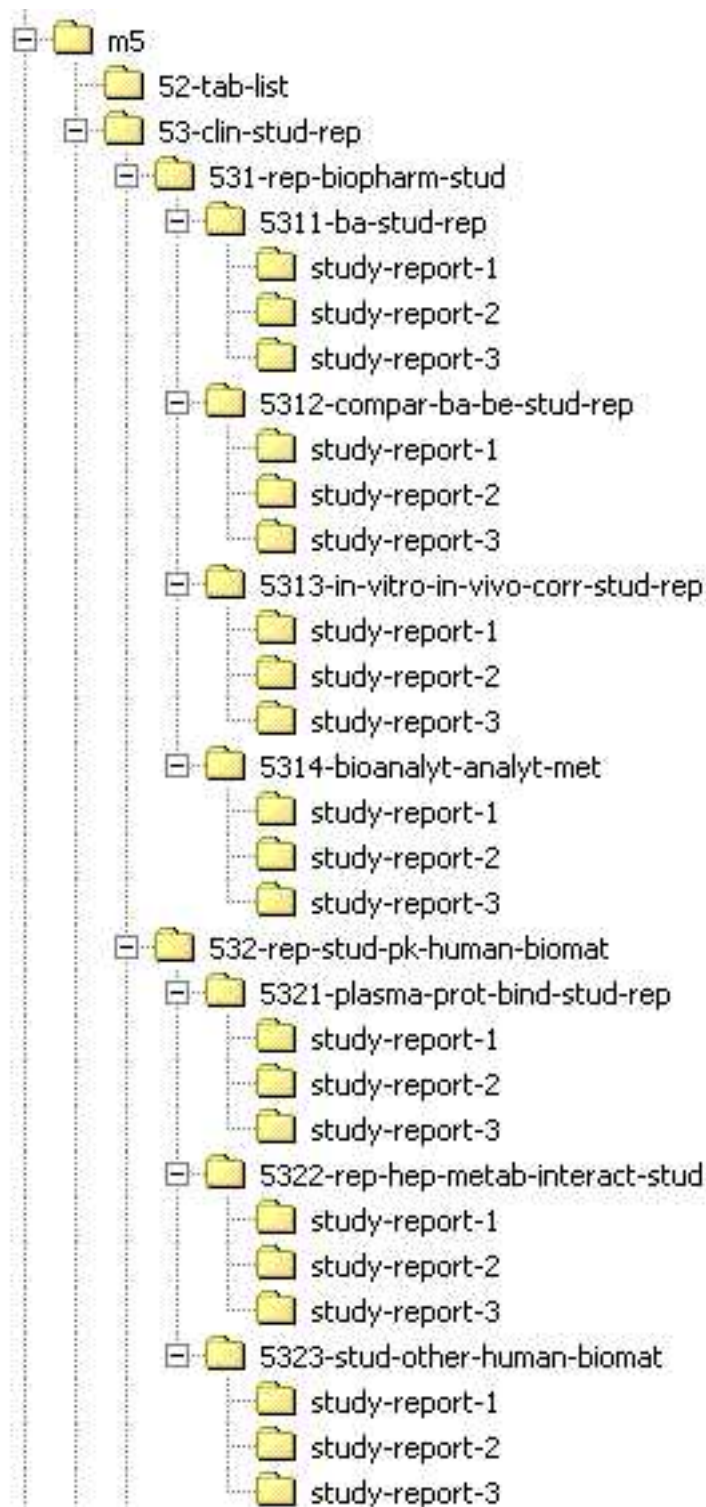 m5
52-tab-list
53-clin-stud-rep
531-rep-biopharm-stud
5311-ba-stud-rep
study-report-1
study-report-2
study-report-3
5312-compar-ba-be-stud-rep
study-report-1
study-report-2
study-report-3
5313-in-vitro-in-vivo-corr-stud-rep
study-report-1
study-report-2
study-report-3
5314-bioanalyt-analyt-met
study-report-1
study-report-2
study-report-3
532-rep-stud-pk-human-biomat
5321-plasma-prot-bind-stud-rep
study-report-1
study-report-2
study-report-3
5322-rep-hep-metab-interact-stud
study-report-1
study-report-2
study-report-3
5323-stud-other-human-biomat
study-report-1
study-report-2
study-report-3